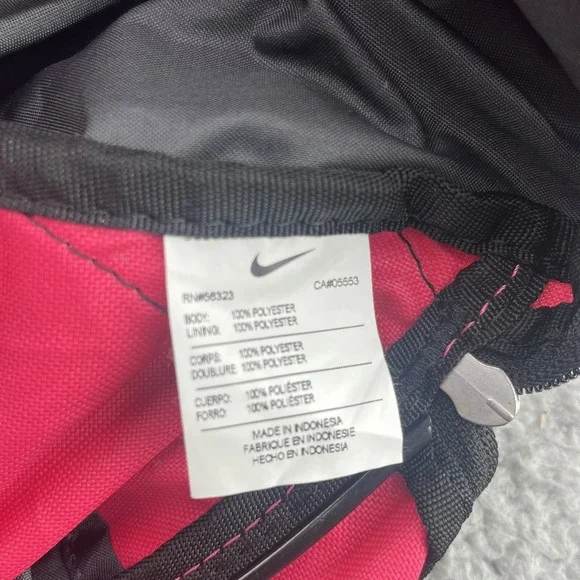 RN#56323 CA#05553
BODY: 100% POLYESTER
LINING: 100% POLYESTER
CORPS: 100% POLYESTER
DOUBLURE 100% POLYESTER
CUERPO: 100% POLIÉSTER
FORRO: 100% POLIÉSTER
MADE IN INDONESIA
FABRIQUE EN INDONESIE
HECHO EN INDONESIA